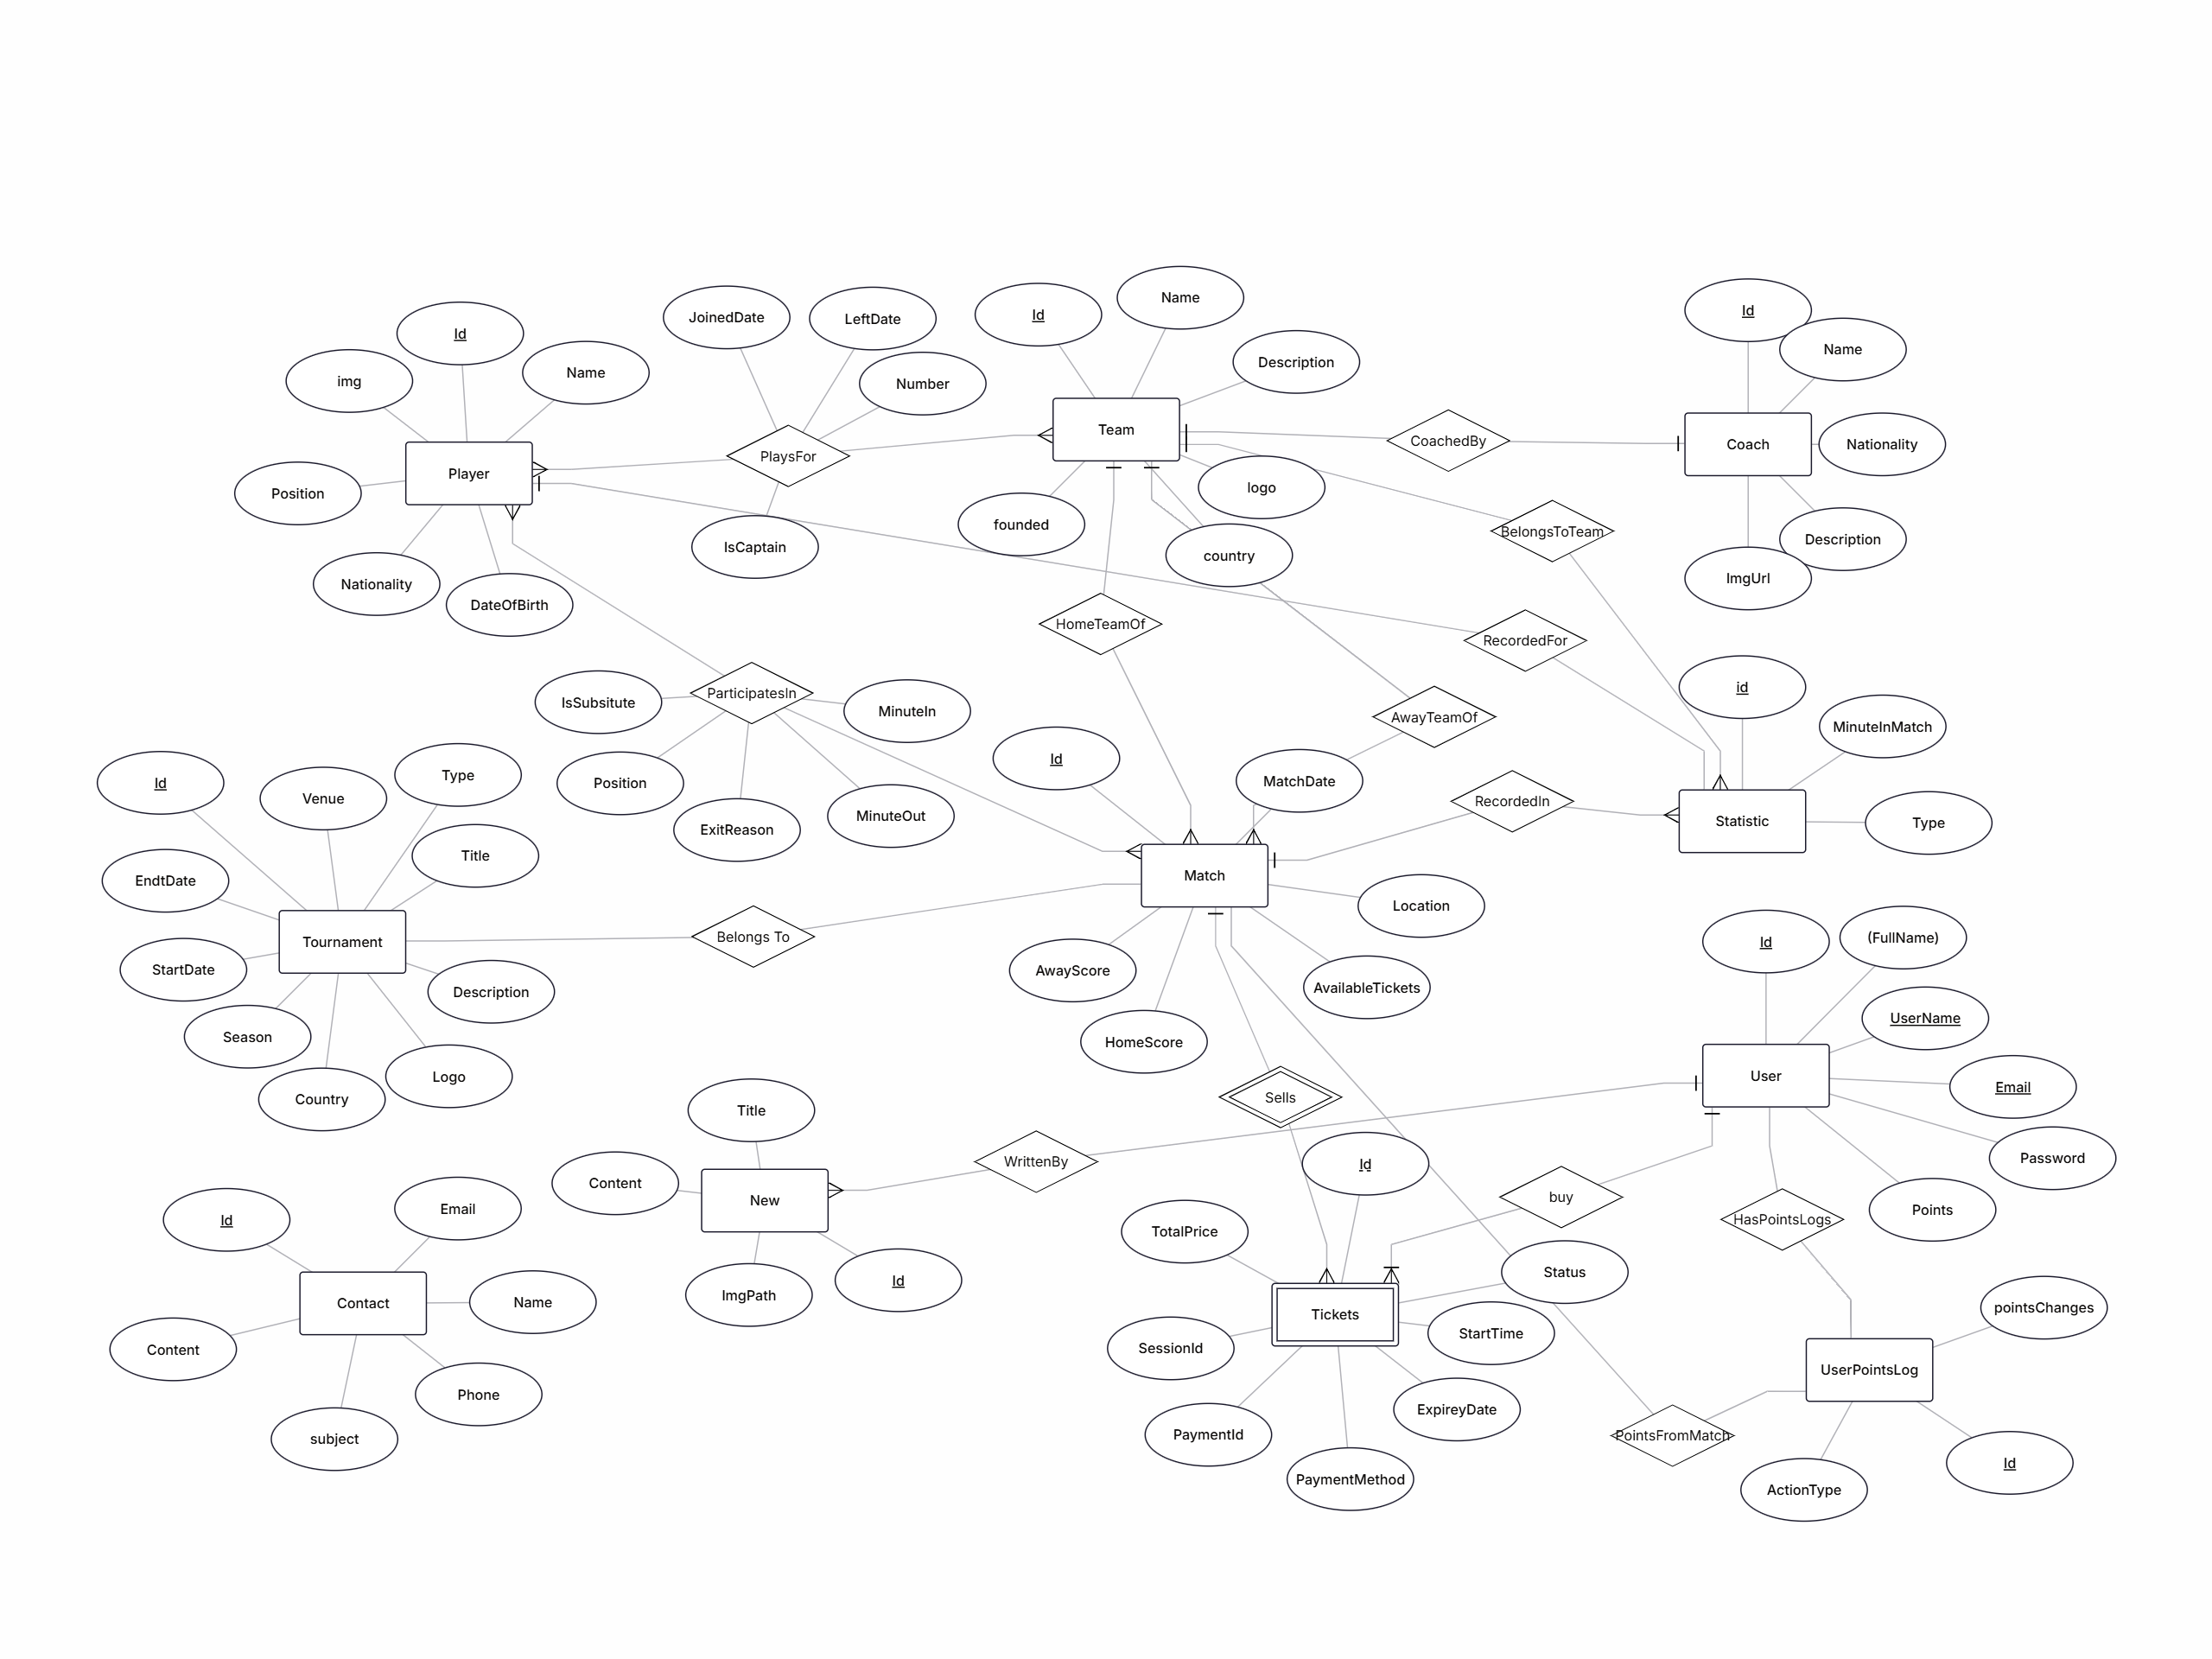 Name
Id
Id
JoinedDate
LeftDate
Id
Name
Description
Name
img
Number
Team
CoachedBy
Coach
Nationality
PlaysFor
Player
Position
logo
founded
BelongsToTeam
Description
IsCaptain
country
ImgUrl
Nationality
DateOfBirth
HomeTeamOf
RecordedFor
id
ParticipatesIn
IsSubsitute
MinuteIn
AwayTeamOf
MinuteInMatch
Id
Type
Id
MatchDate
Position
Venue
RecordedIn
MinuteOut
Statistic
Type
ExitReason
Title
Match
EndtDate
Location
Belongs To
(FullName)
Tournament
Id
StartDate
AwayScore
AvailableTickets
Description
UserName
Season
HomeScore
User
Logo
Email
Country
Sells
Title
Password
WrittenBy
Id
Content
buy
New
Points
Email
Id
HasPointsLogs
TotalPrice
Status
Id
ImgPath
Name
Contact
pointsChanges
Tickets
StartTime
SessionId
Content
UserPointsLog
Phone
ExpireyDate
PaymentId
PointsFromMatch
subject
Id
PaymentMethod
ActionType